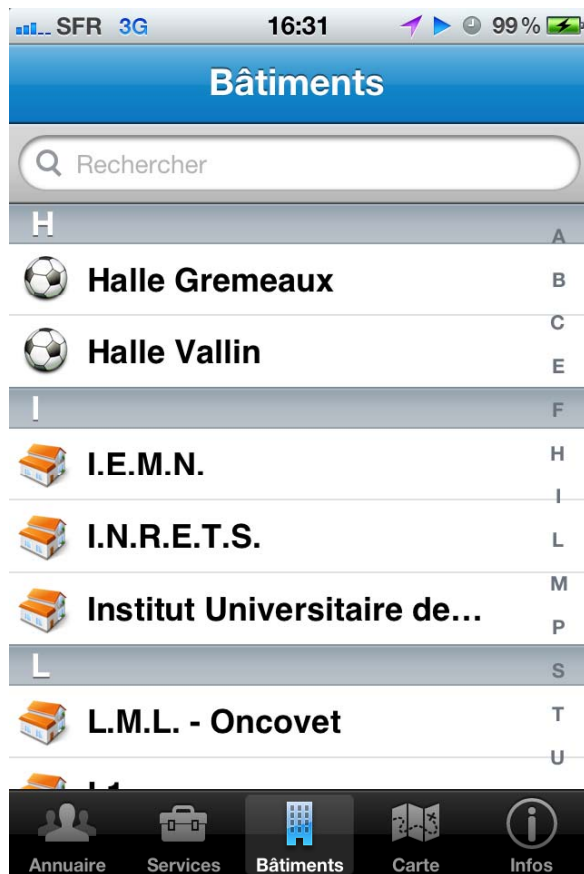 SFR 3G 16:31 99%
Bâtiments
Rechercher
H
A
Halle Gremeaux
B
C
Halle Vallin
E
I
F
I.E.M.N.
H
I
I.N.R.E.T.S.
L
M
Institut Universitaire de...
P
L
S
L.M.L. - Oncovet
T
U
Annuaire Services Bâtiments Carte Infos